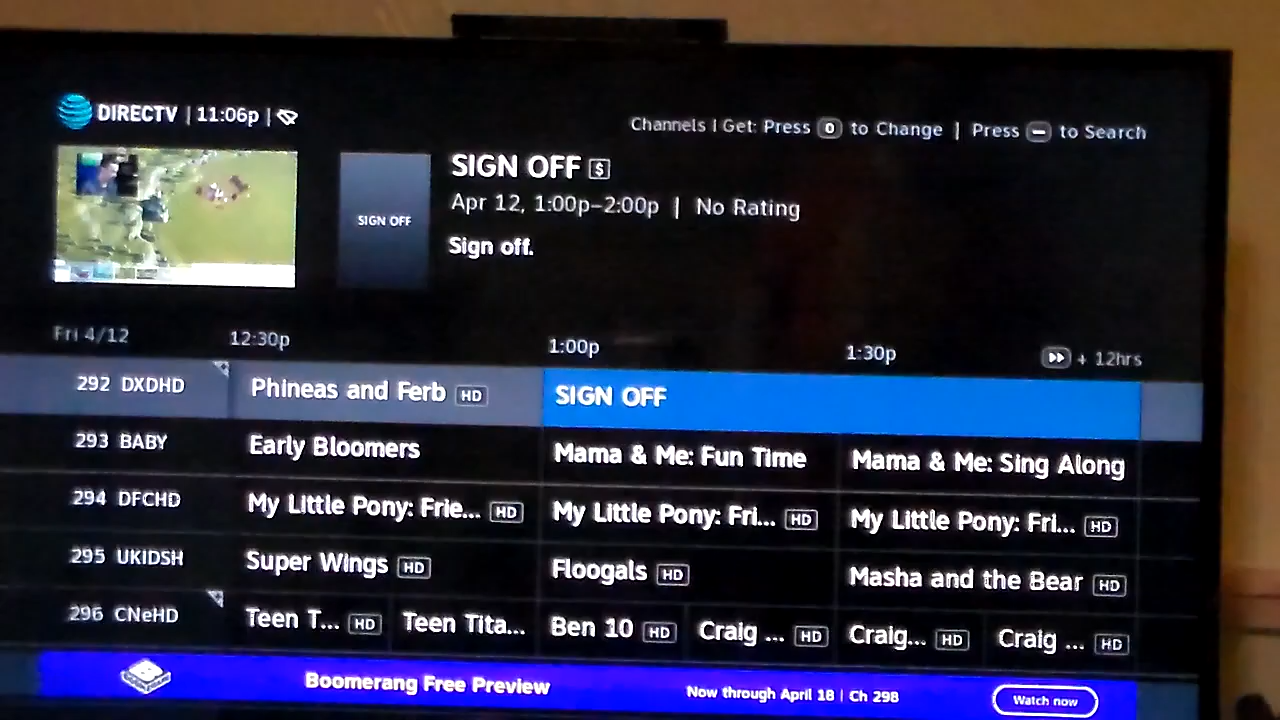 DIRECTV | 11:06p |
Channels I Get: Press 0 to Change | Press – to Search
SIGN OFF $
Apr 12, 1:00p–2:00p | No Rating
SIGN OFF
Sign off.
Fri 4/12 12:30p 1:00p 1:30p + 12hrs
292 DXDHD Phineas and Ferb HD SIGN OFF
293 BABY Early Bloomers Mama & Me: Fun Time Mama & Me: Sing Along
294 DFCHD My Little Pony: Frie... HD My Little Pony: Fri... HD My Little Pony: Fri... HD
295 UKIDSH Super Wings HD Floogals HD Masha and the Bear HD
296 CNeHD Teen T... HD Teen Tita... Ben 10 HD Craig ... HD Craig... HD Craig ... HD
Boomerang Free Preview Now through April 18 | Ch 298 Watch now